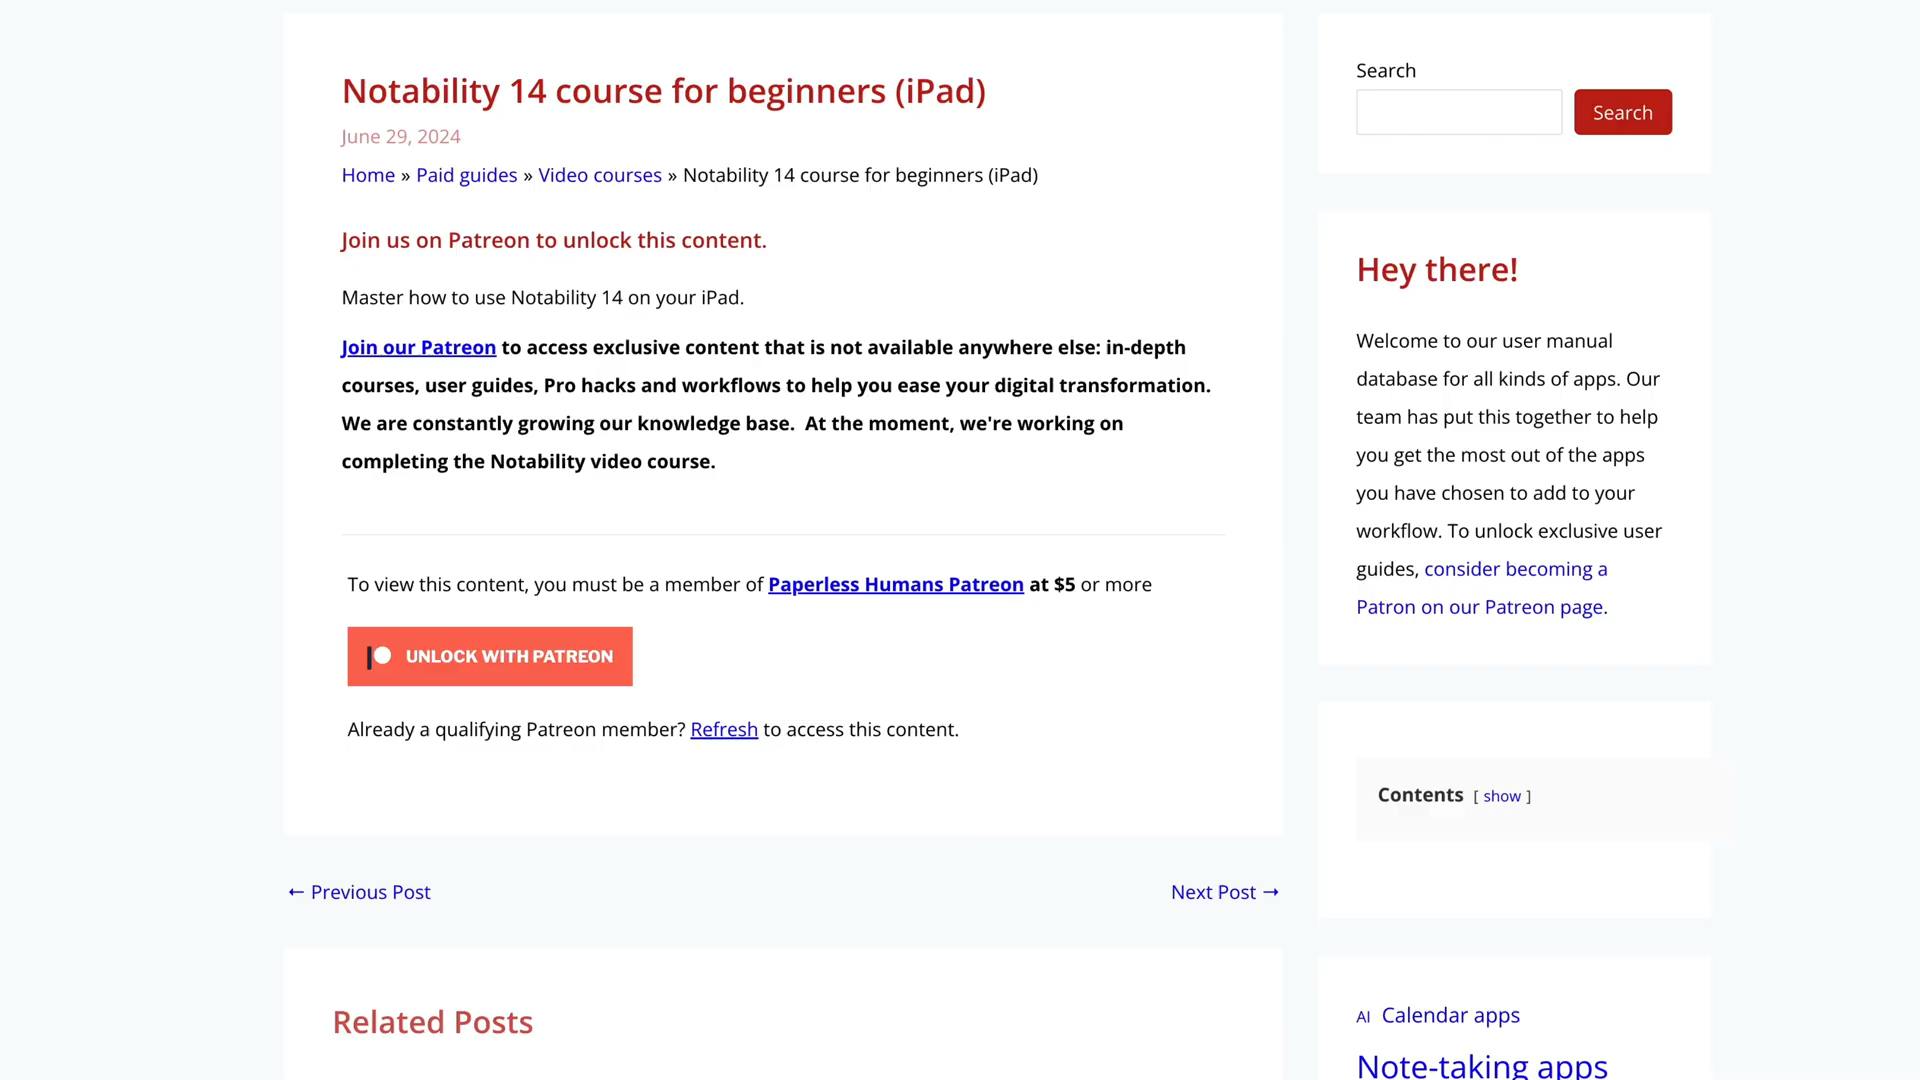 Notability 14 course for beginners (iPad)
June 29, 2024
Home » Paid guides » Video courses » Notability 14 course for beginners (iPad)
Join us on Patreon to unlock this content.
Master how to use Notability 14 on your iPad.
Join our Patreon to access exclusive content that is not available anywhere else: in-depth
courses, user guides, Pro hacks and workflows to help you ease your digital transformation.
We are constantly growing our knowledge base.  At the moment, we're working on
completing the Notability video course.
To view this content, you must be a member of Paperless Humans Patreon at $5 or more
UNLOCK WITH PATREON
Already a qualifying Patreon member? Refresh to access this content.
← Previous Post
Next Post →
Related Posts
Search
Search
Hey there!
Welcome to our user manual
database for all kinds of apps. Our
team has put this together to help
you get the most out of the apps
you have chosen to add to your
workflow. To unlock exclusive user
guides, consider becoming a
Patron on our Patreon page.
Contents [ show ]
AI Calendar apps
Note-taking apps